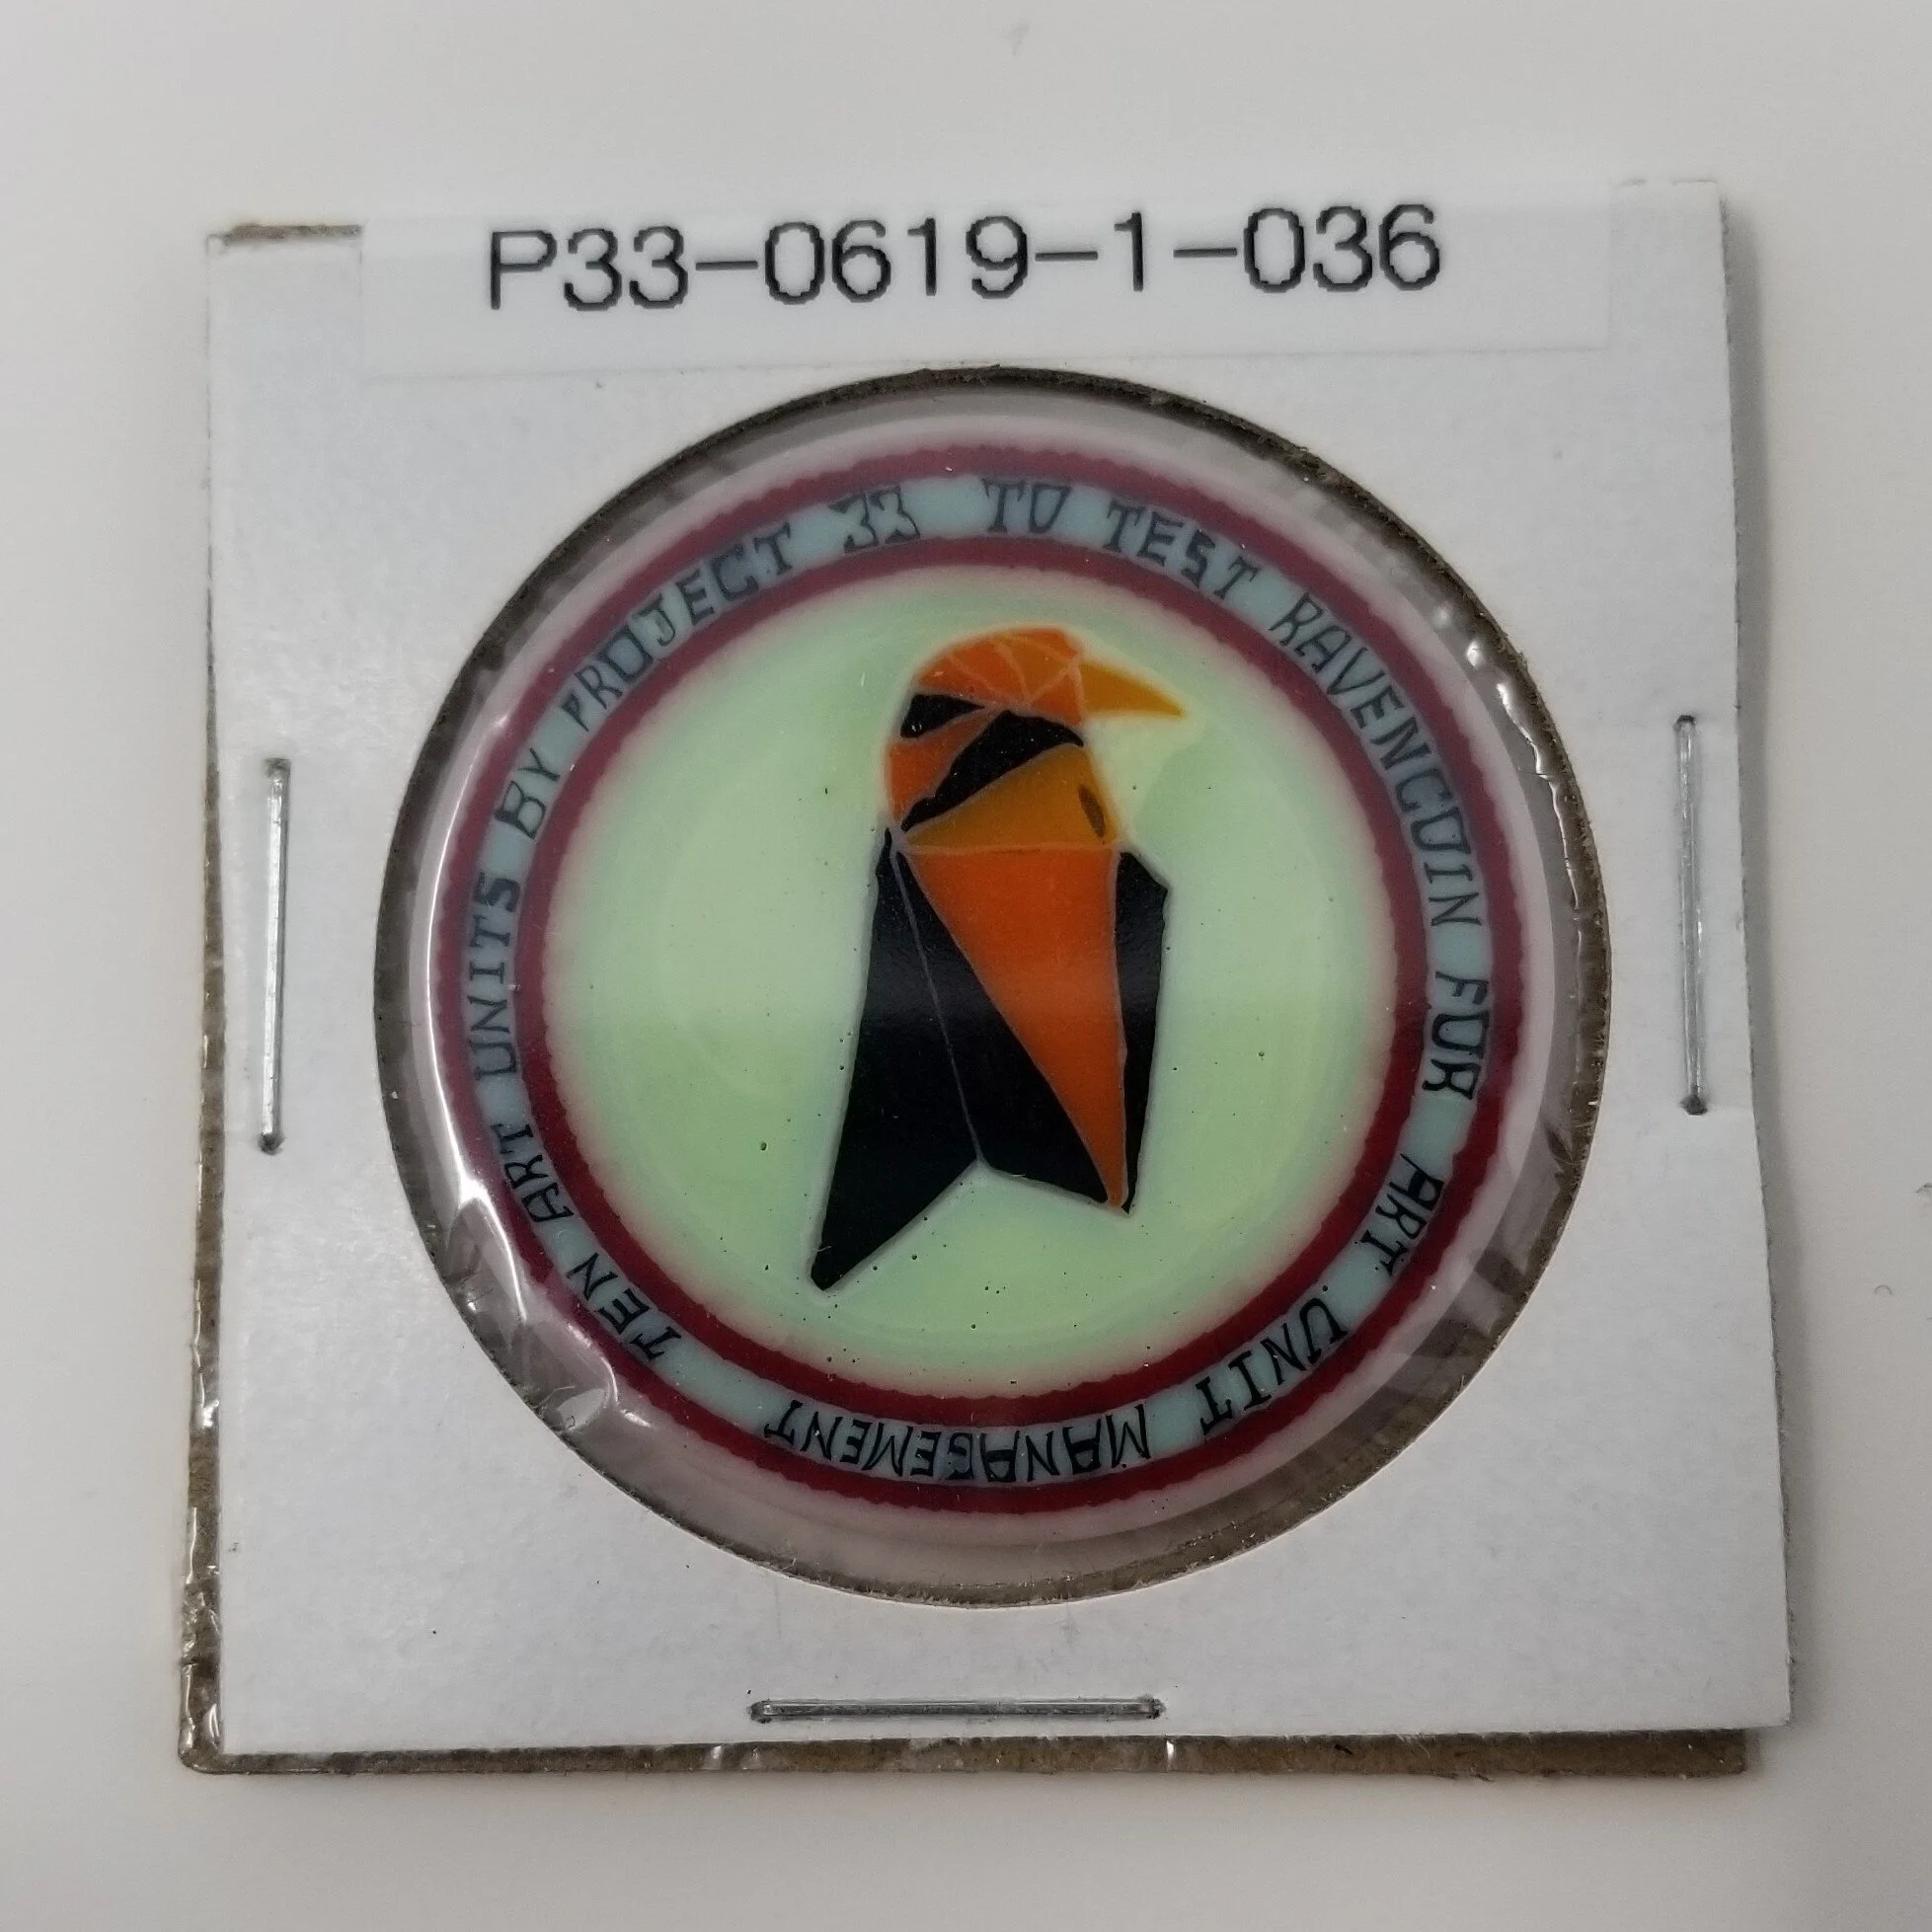 P33-0619-1-036
TEN ART UNITS BY PROJECT 33 TO TEST RAVENCOIN FOR ART UNIT MANAGEMENT